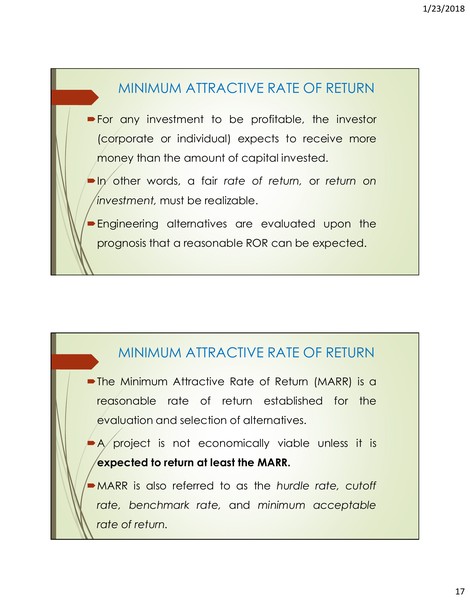 1/23/2018
MINIMUM ATTRACTIVE RATE OF RETURN
For any investment to be profitable, the investor
(corporate or individual) expects to receive more
money than the amount of capital invested.
In other words, a fair rate of return, or return on
investment, must be realizable.
Engineering alternatives are evaluated upon the
prognosis that a reasonable ROR can be expected.
MINIMUM ATTRACTIVE RATE OF RETURN
The Minimum Attractive Rate of Return (MARR) is a
reasonable rate of return established for the
evaluation and selection of alternatives.
A project is not economically viable unless it is
expected to return at least the MARR.
MARR is also referred to as the hurdle rate, cutoff
rate, benchmark rate, and minimum acceptable
rate of return.
17